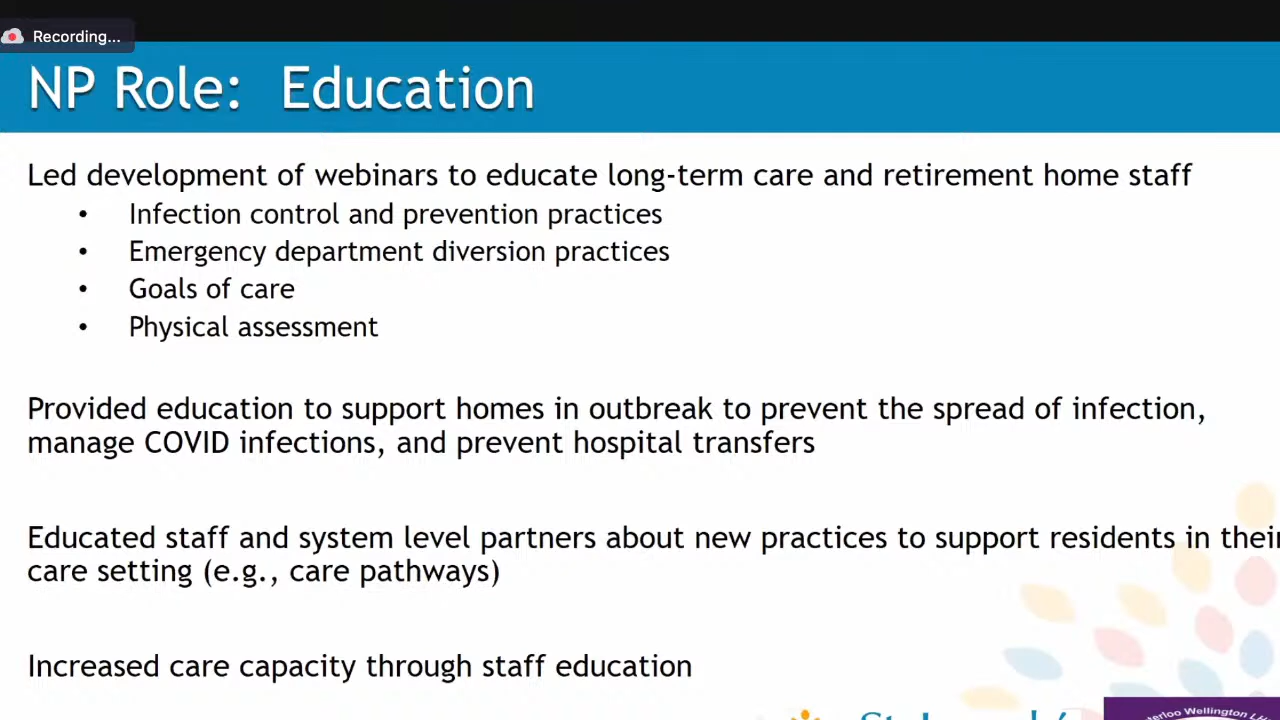 Recording...
NP Role: Education
Led development of webinars to educate long-term care and retirement home staff
• Infection control and prevention practices
• Emergency department diversion practices
• Goals of care
• Physical assessment
Provided education to support homes in outbreak to prevent the spread of infection,
manage COVID infections, and prevent hospital transfers
Educated staff and system level partners about new practices to support residents in their
care setting (e.g., care pathways)
Increased care capacity through staff education
Wellington